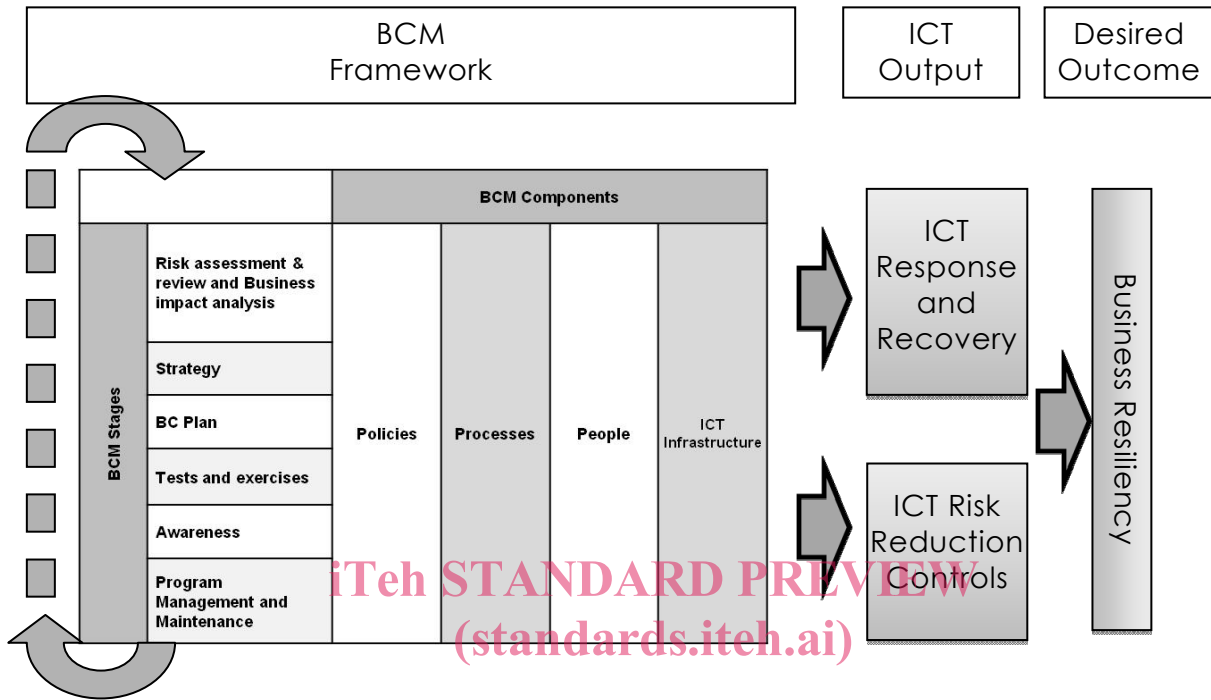 BCM
Framework
ICT
Output
Desired
Outcome
BCM Components
BCM Stages
Risk assessment &
review and Business
impact analysis
Strategy
BC Plan
Tests and exercises
Awareness
Program
Management and
Maintenance
Policies
Processes
People
ICT
Infrastructure
ICT
Response
and
Recovery
ICT Risk
Reduction
Controls
Business Resiliency
iTeh STANDARD PREVIEW
(standards.iteh.ai)